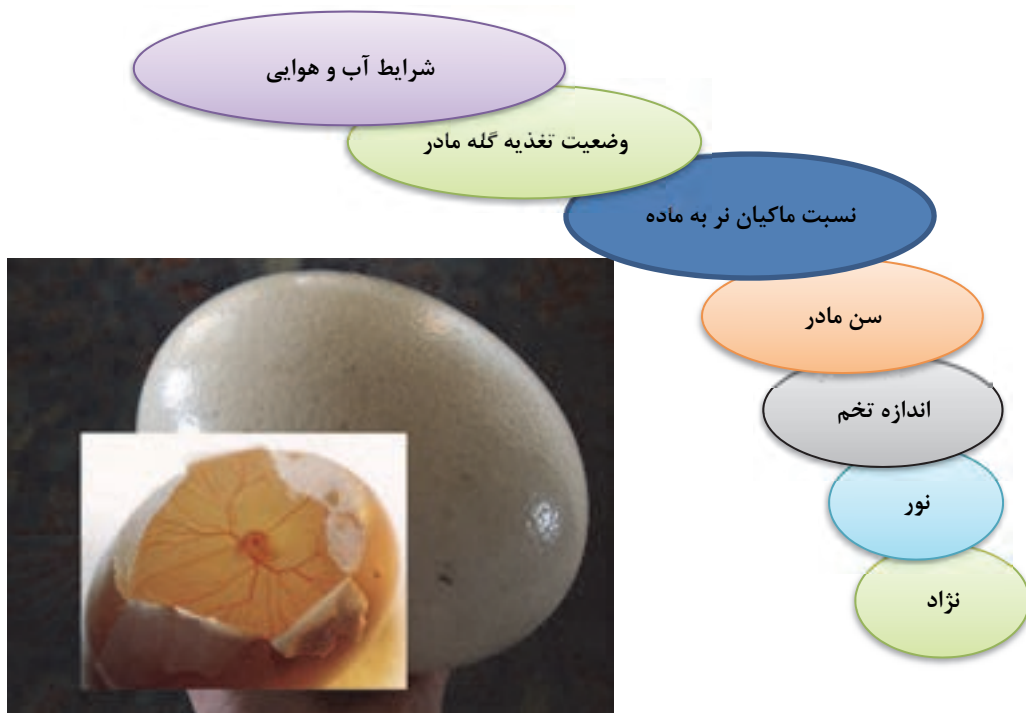 شرایط آب و هوایی
وضعیت تغذیه گله مادر
نسبت ماکیان نر به ماده
سن مادر
اندازه تخم
نور
نژاد